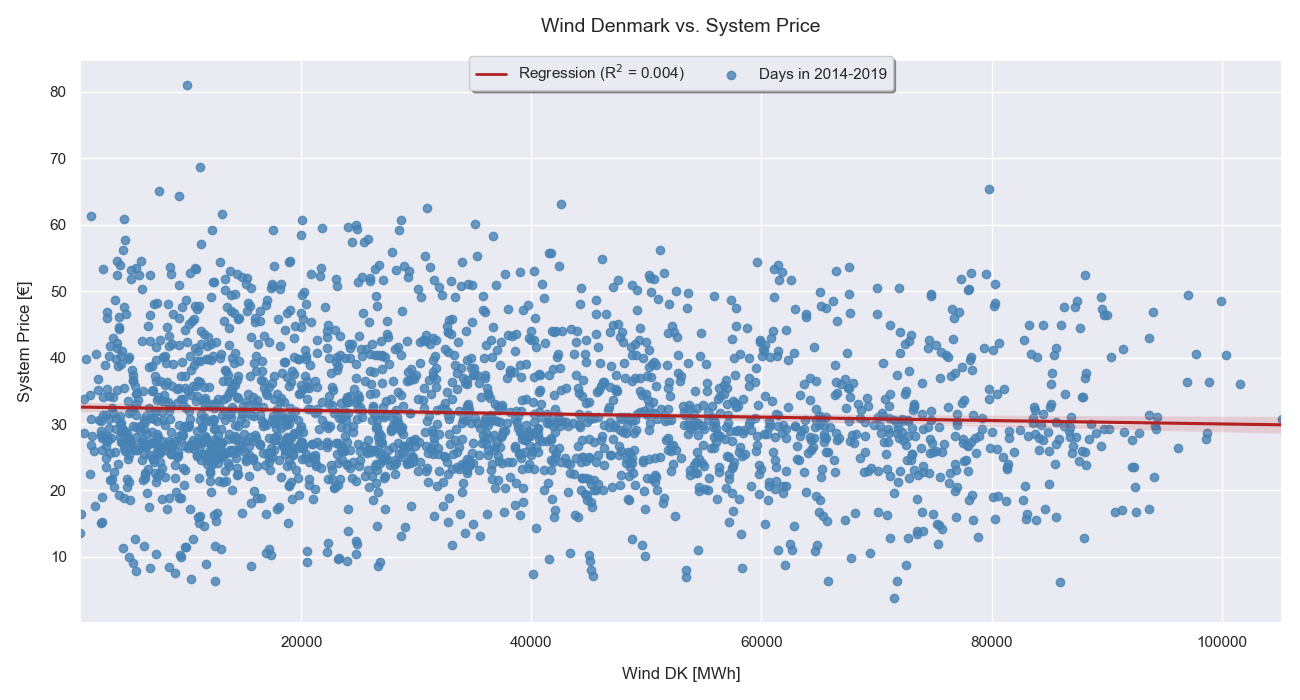 Wind Denmark vs. System Price
Regression (R² = 0.004)
Days in 2014-2019
80
70
60
50
40
30
20
10
System Price [€]
20000
40000
60000
80000
100000
Wind DK [MWh]